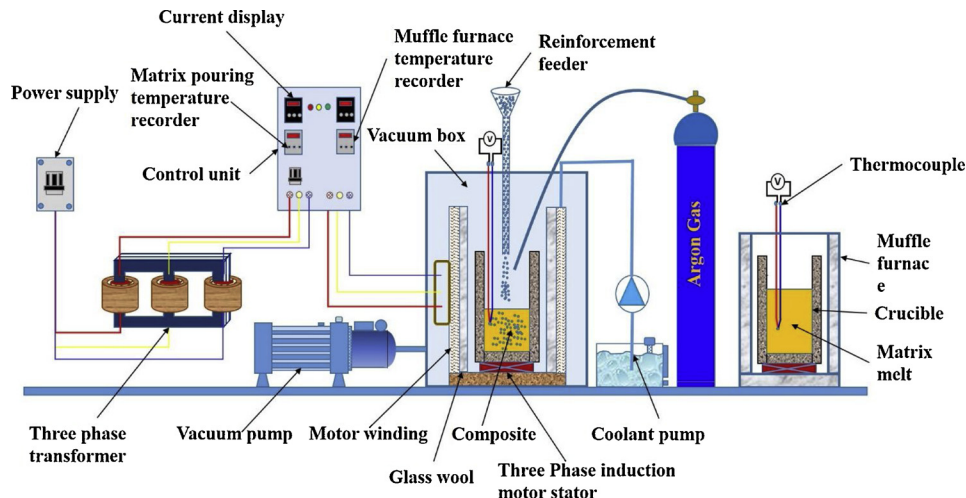 Current display
Muffle furnace
temperature
recorder
Reinforcement
feeder
Matrix pouring
temperature
recorder
Power supply
Vacuum box
Control unit
V
Thermocouple
V
Argon Gas
Muffle
furnac
e
Crucible
Matrix
melt
Three phase
transformer
Vacuum pump
Motor winding
Composite
Coolant pump
Glass wool
Three Phase induction
motor stator